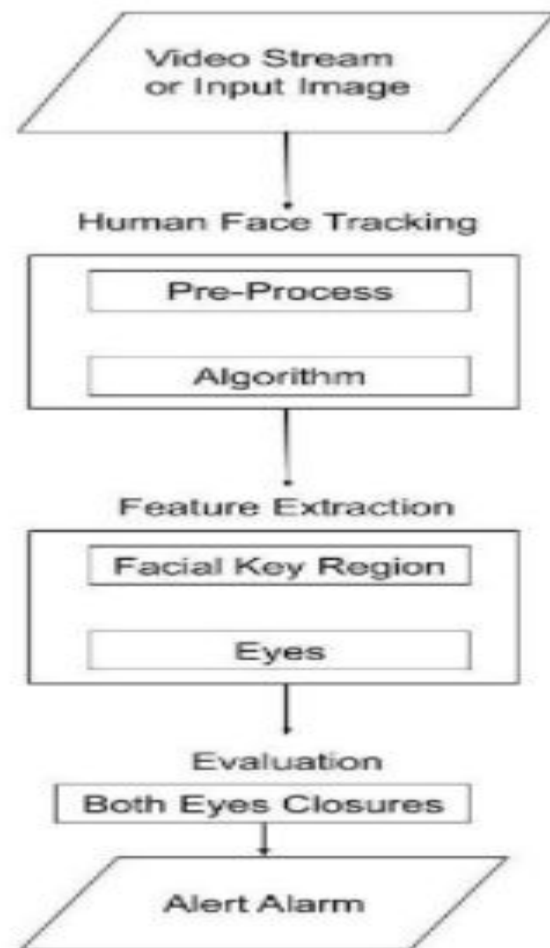 Video Stream
or Input Image
Human Face Tracking
Pre-Process
Algorithm
Feature Extraction
Facial Key Region
Eyes
Evaluation
Both Eyes Closures
Alert Alarm